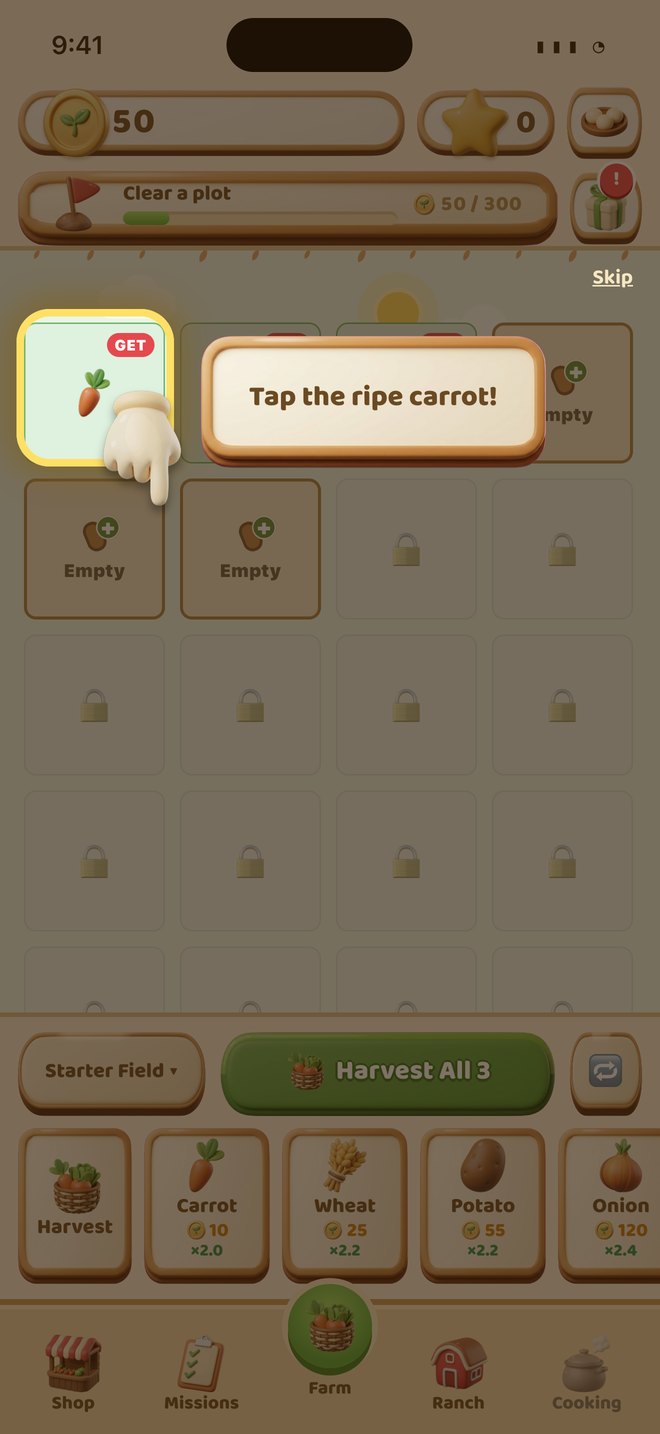 9:41
50
0
!
Clear a plot
50 / 300
Skip
GET
Tap the ripe carrot!
mpty
Empty
Empty
Starter Field ▾
Harvest All 3
Harvest
Carrot
10
×2.0
Wheat
25
×2.2
Potato
55
×2.2
Onion
120
×2.4
Shop
Missions
Farm
Ranch
Cooking